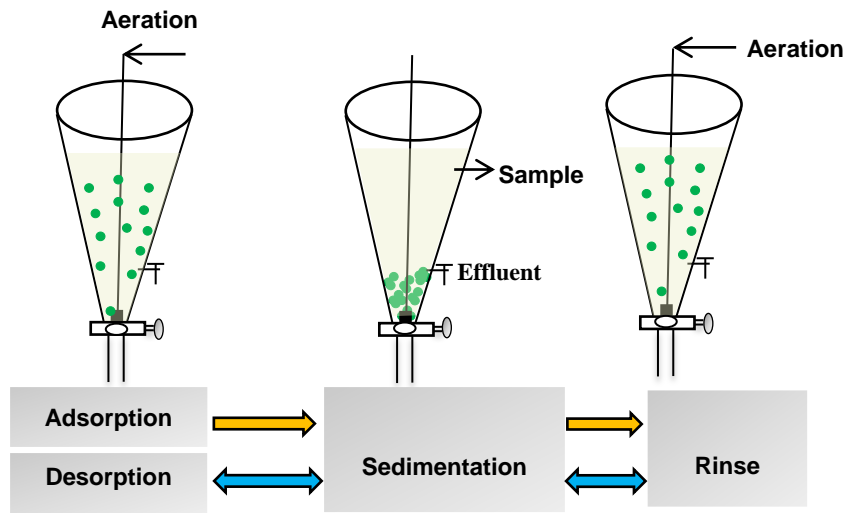 Aeration
Aeration
Sample
Effluent
Adsorption
Desorption
Sedimentation
Rinse